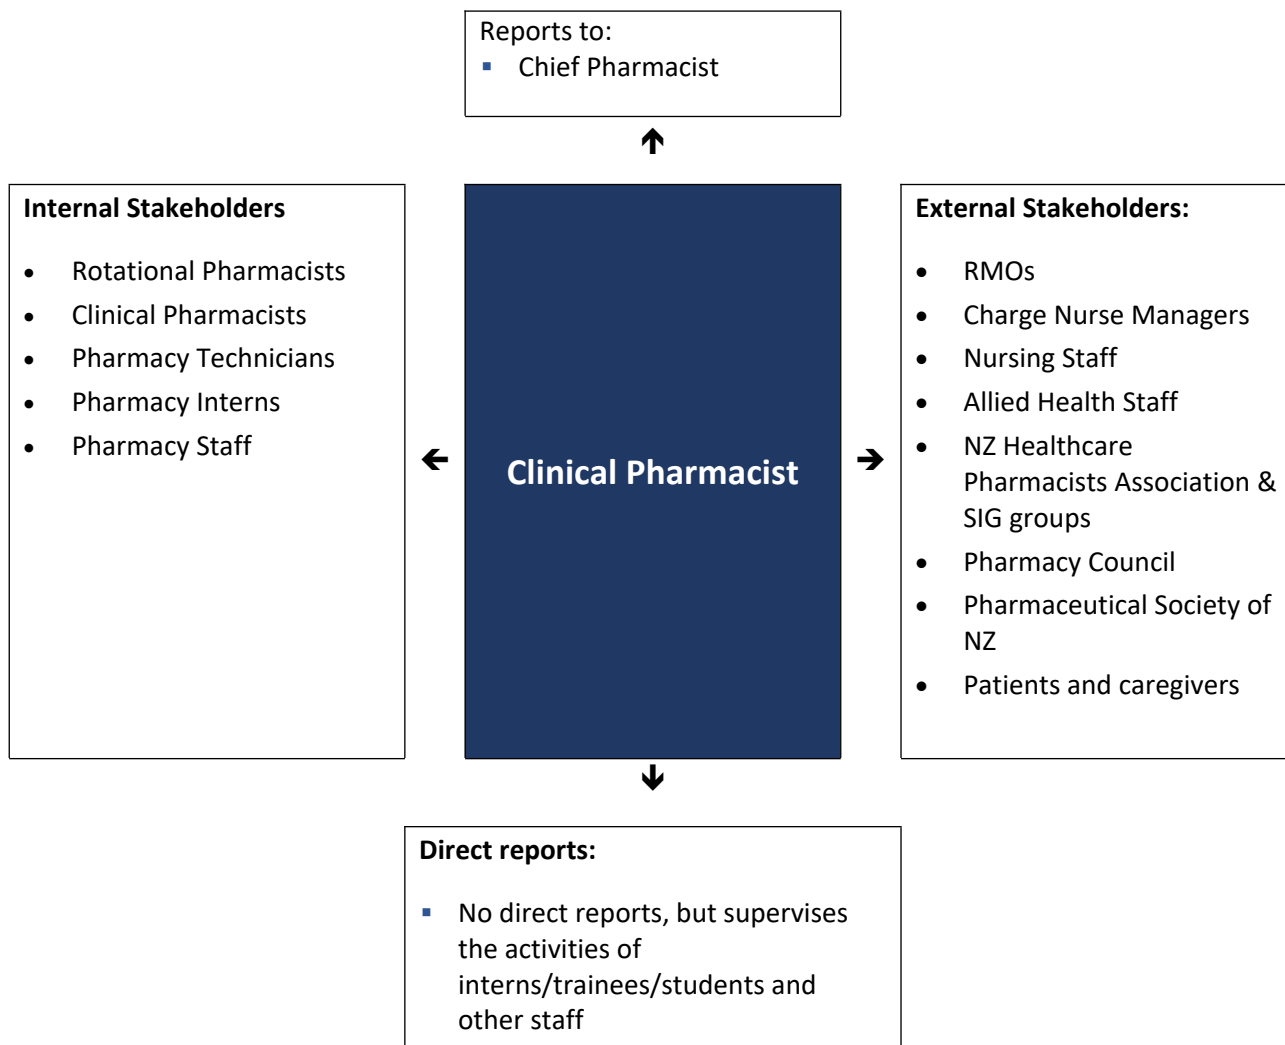 Reports to:
▪ Chief Pharmacist
Internal Stakeholders
• Rotational Pharmacists
• Clinical Pharmacists
• Pharmacy Technicians
• Pharmacy Interns
• Pharmacy Staff
Clinical Pharmacist
External Stakeholders:
• RMOs
• Charge Nurse Managers
• Nursing Staff
• Allied Health Staff
• NZ Healthcare
Pharmacists Association &
SIG groups
• Pharmacy Council
• Pharmaceutical Society of
NZ
• Patients and caregivers
Direct reports:
▪ No direct reports, but supervises
the activities of
interns/trainees/students and
other staff